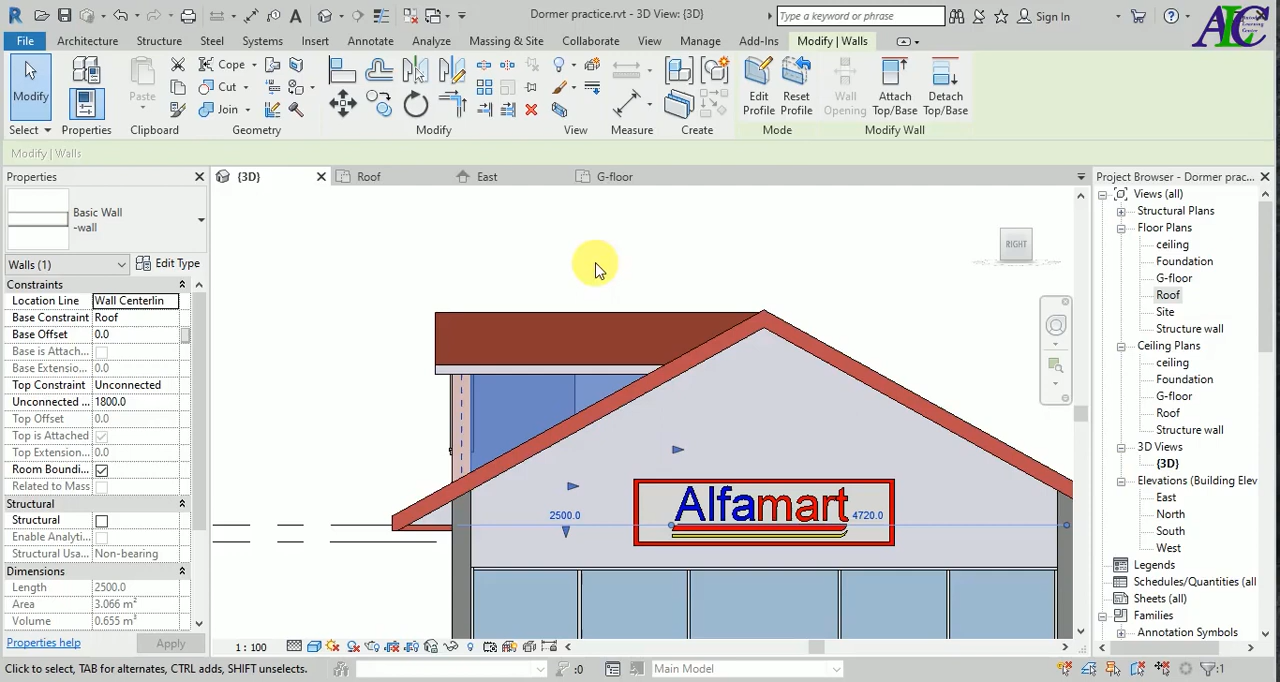 Dormer practice.rvt - 3D View: {3D}
Type a keyword or phrase
Sign In
ALC
File
Architecture
Structure
Steel
Systems
Insert
Annotate
Analyze
Massing & Site
Collaborate
View
Manage
Add-Ins
Modify | Walls
Modify
Paste
Cope
Cut
Join
Edit
Profile
Reset
Profile
Wall
Opening
Attach
Top/Base
Detach
Top/Base
Select
Properties
Clipboard
Geometry
Modify
View
Measure
Create
Mode
Modify Wall
Modify | Walls
Properties
{3D}
Roof
East
G-floor
Project Browser - Dormer prac...
Basic Wall
-wall
Walls (1)
Edit Type
Constraints
Location Line
Wall Centerlin
Base Constraint
Roof
Base Offset
0.0
Base is Attach...
Base Extensio...
0.0
Top Constraint
Unconnected
Unconnected ...
1800.0
Top Offset
0.0
Top is Attached
Top Extension...
0.0
Room Boundi...
Related to Mass
Structural
Structural
Enable Analyti...
Structural Usa...
Non-bearing
Dimensions
Length
2500.0
Area
3.066 m²
Volume
0.655 m³
Properties help
Apply
RIGHT
Alfamart
2500.0
4720.0
Views (all)
Structural Plans
Floor Plans
ceiling
Foundation
G-floor
Roof
Site
Structure wall
Ceiling Plans
ceiling
Foundation
G-floor
Roof
Structure wall
3D Views
{3D}
Elevations (Building Elev
East
North
South
West
Legends
Schedules/Quantities (all
Sheets (all)
Families
Annotation Symbols
1 : 100
Click to select, TAB for alternates, CTRL adds, SHIFT unselects.
:0
Main Model
:1